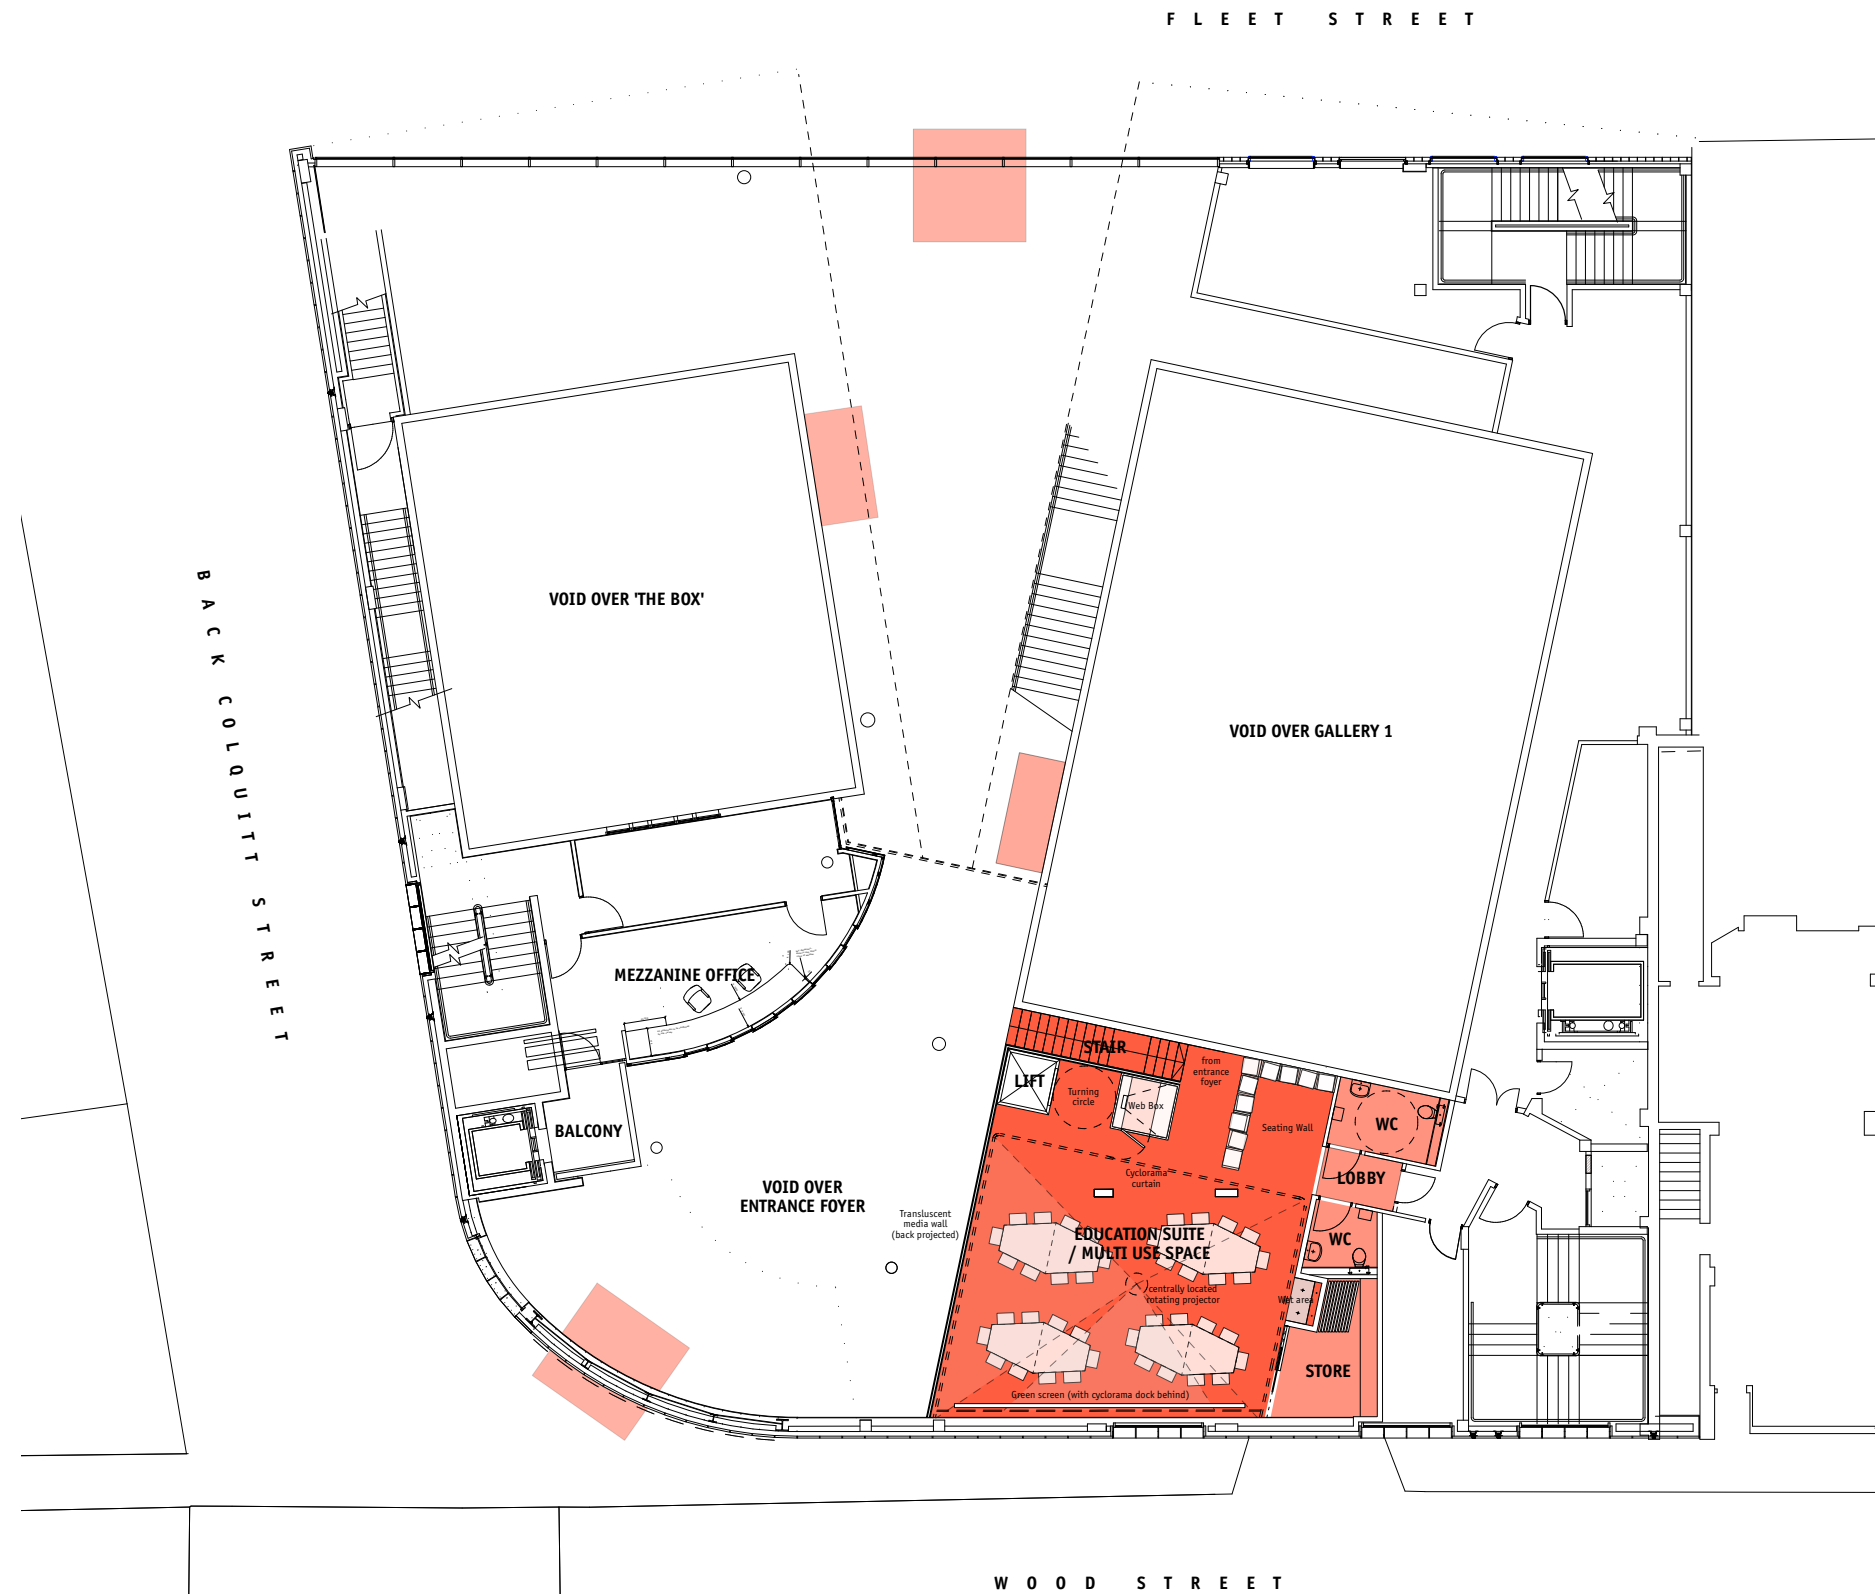 FLEET STREET
BACK COLQUITT STREET
VOID OVER 'THE BOX'
VOID OVER GALLERY 1
MEZZANINE OFFICE
STAIR
from
entrance
foyer
LIFT
Turning
circle
Web Box
Seating Wall
WC
BALCONY
Cyclorama
curtain
LOBBY
VOID OVER
ENTRANCE FOYER
Transluscent
media wall
(back projected)
EDUCATION SUITE
/ MULTI USE SPACE
WC
centrally located
rotating projector
Wet area
STORE
Green screen (with cyclorama dock behind)
WOOD STREET